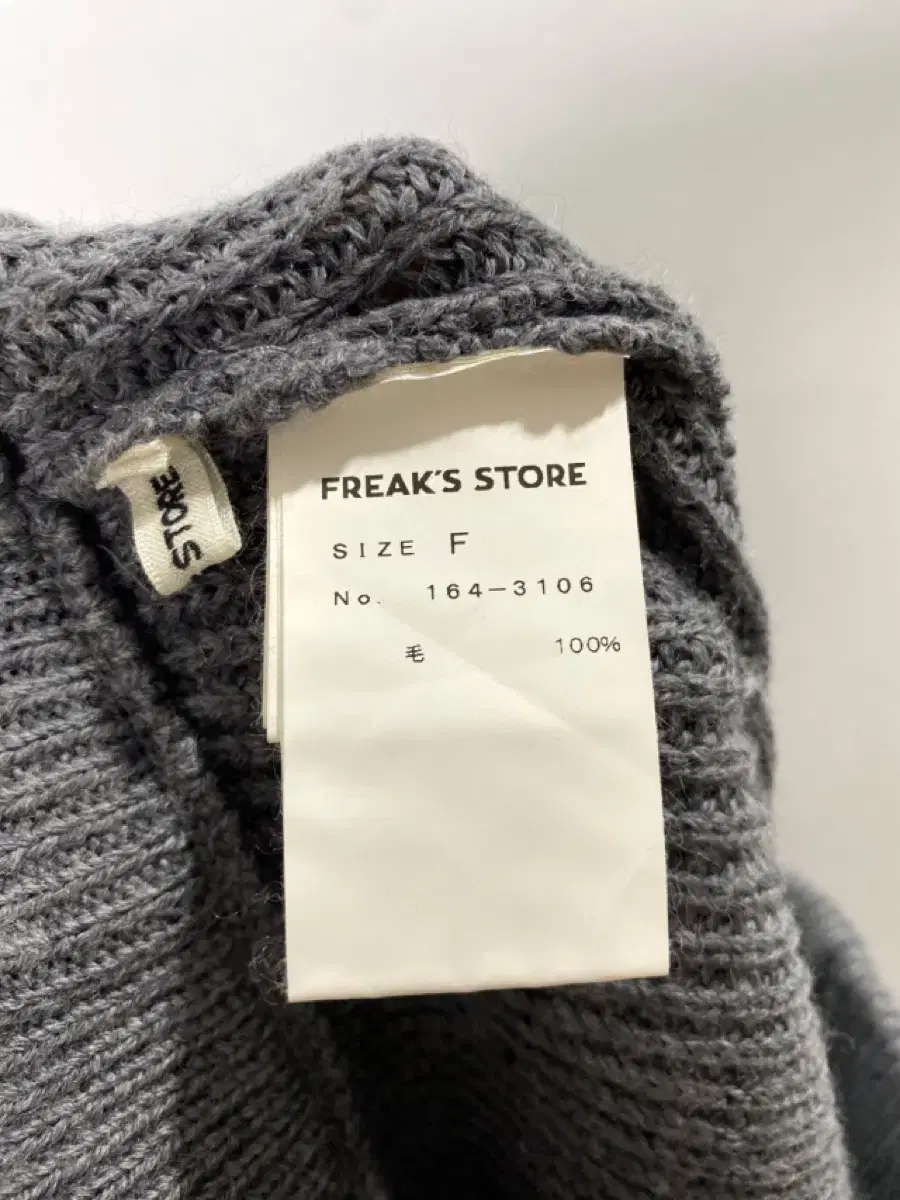 FREAK'S STORE
SIZE F
No. 164-3106
毛 100%
STORE